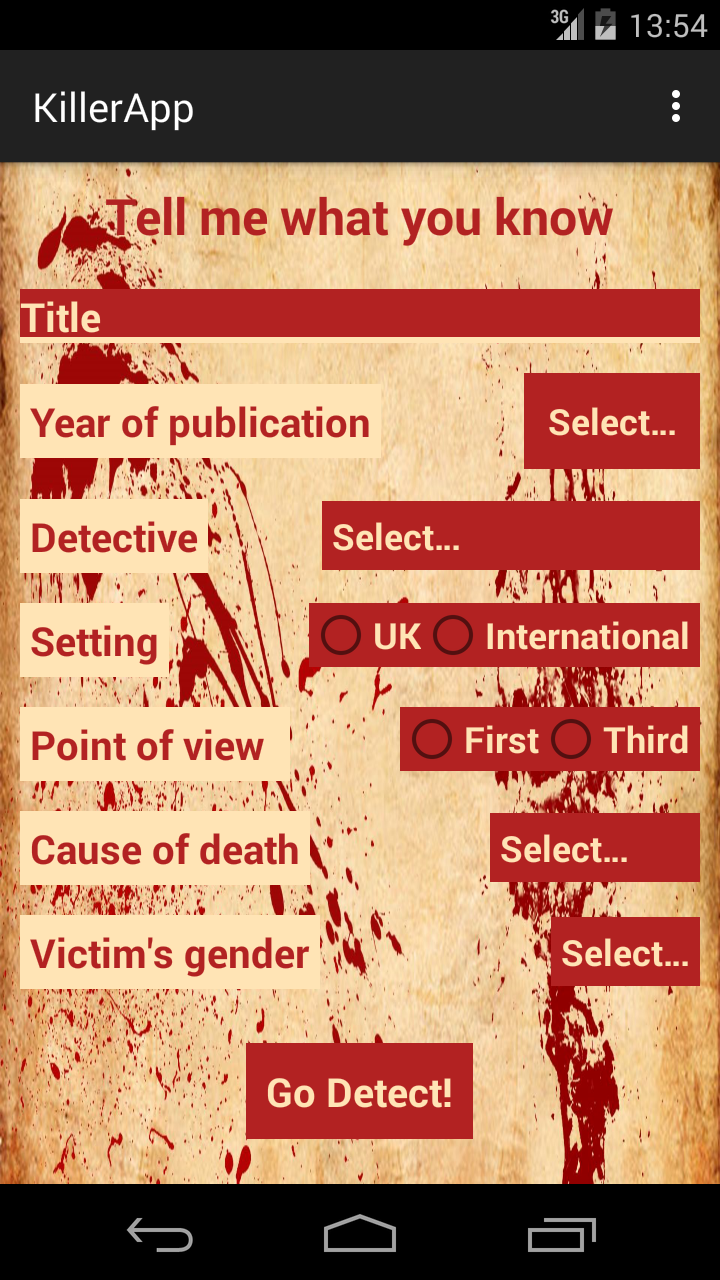 3G 13:54
KillerApp
Tell me what you know
Title
Year of publication Select...
Detective Select...
Setting UK International
Point of view First Third
Cause of death Select...
Victim's gender Select...
Go Detect!